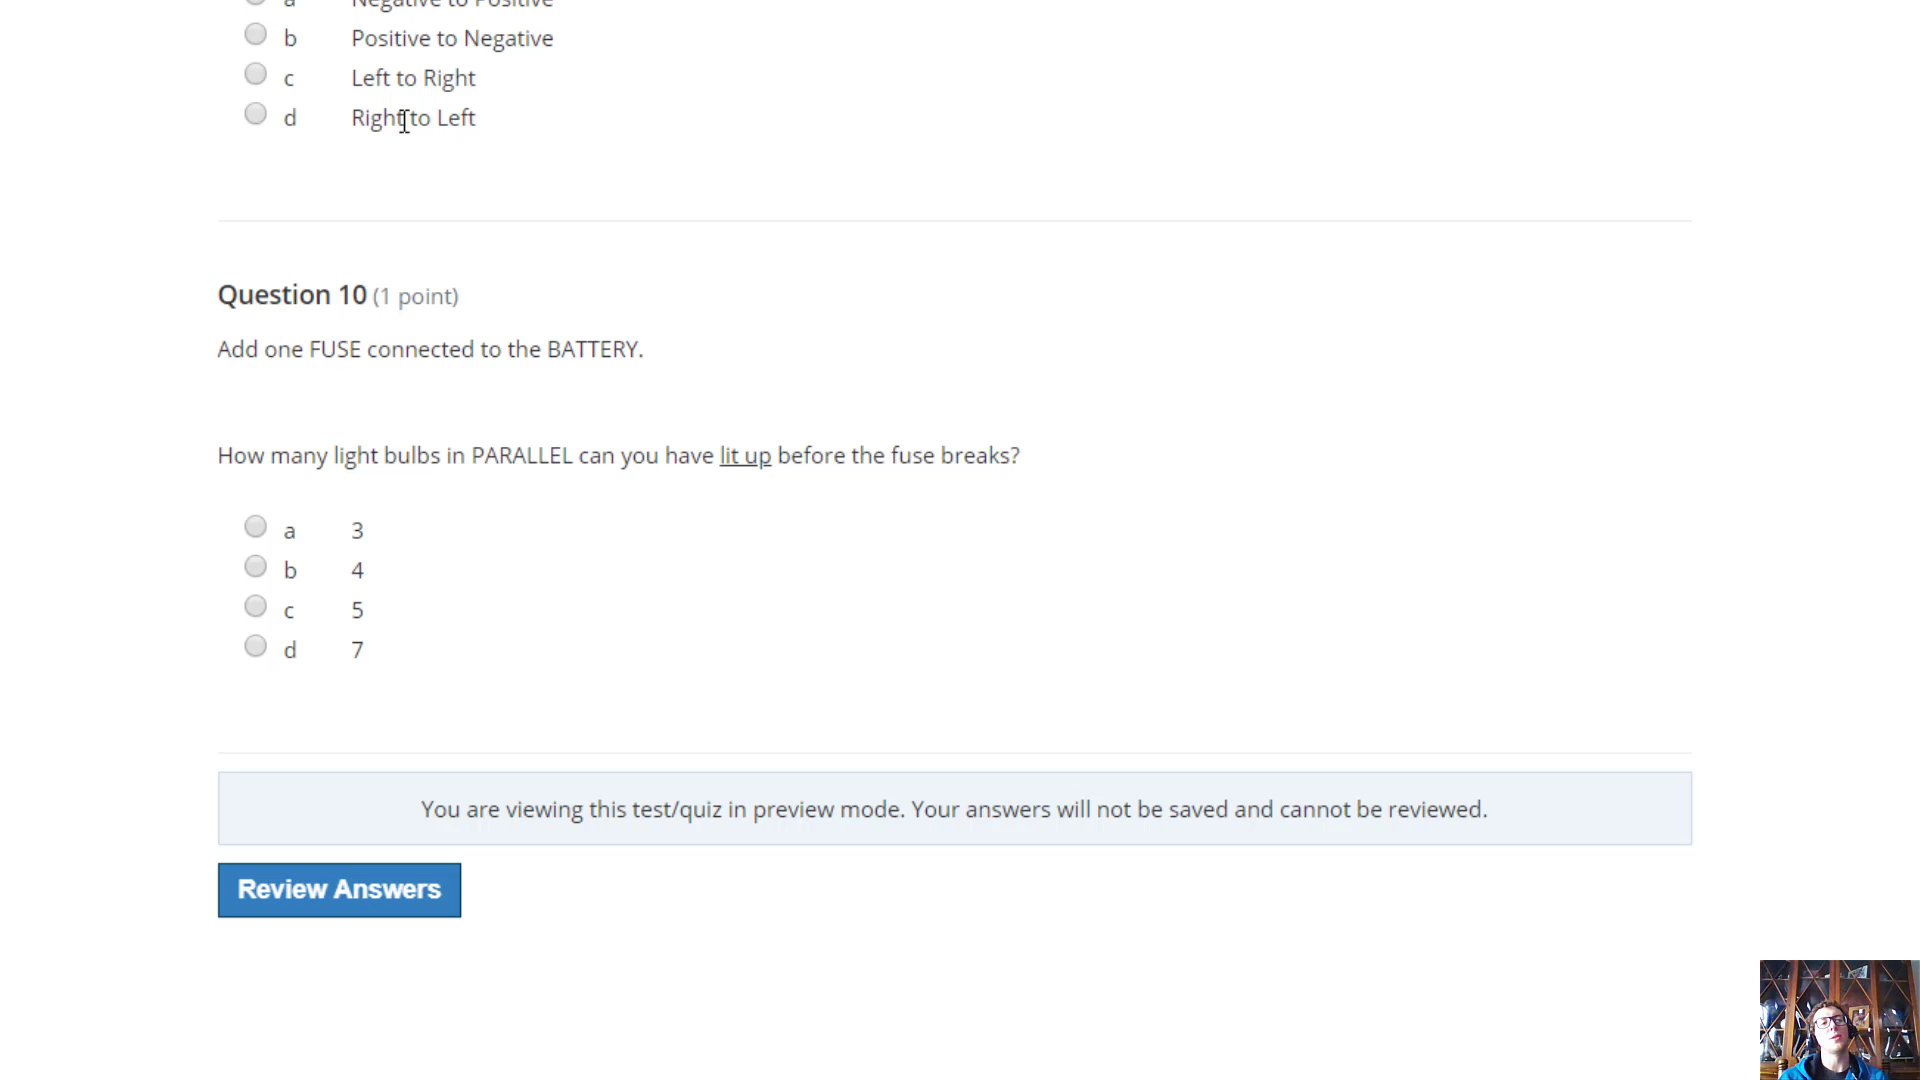 a Negative to Positive
b Positive to Negative
c Left to Right
d Right to Left
Question 10 (1 point)
Add one FUSE connected to the BATTERY.
How many light bulbs in PARALLEL can you have lit up before the fuse breaks?
a 3
b 4
c 5
d 7
You are viewing this test/quiz in preview mode. Your answers will not be saved and cannot be reviewed.
Review Answers